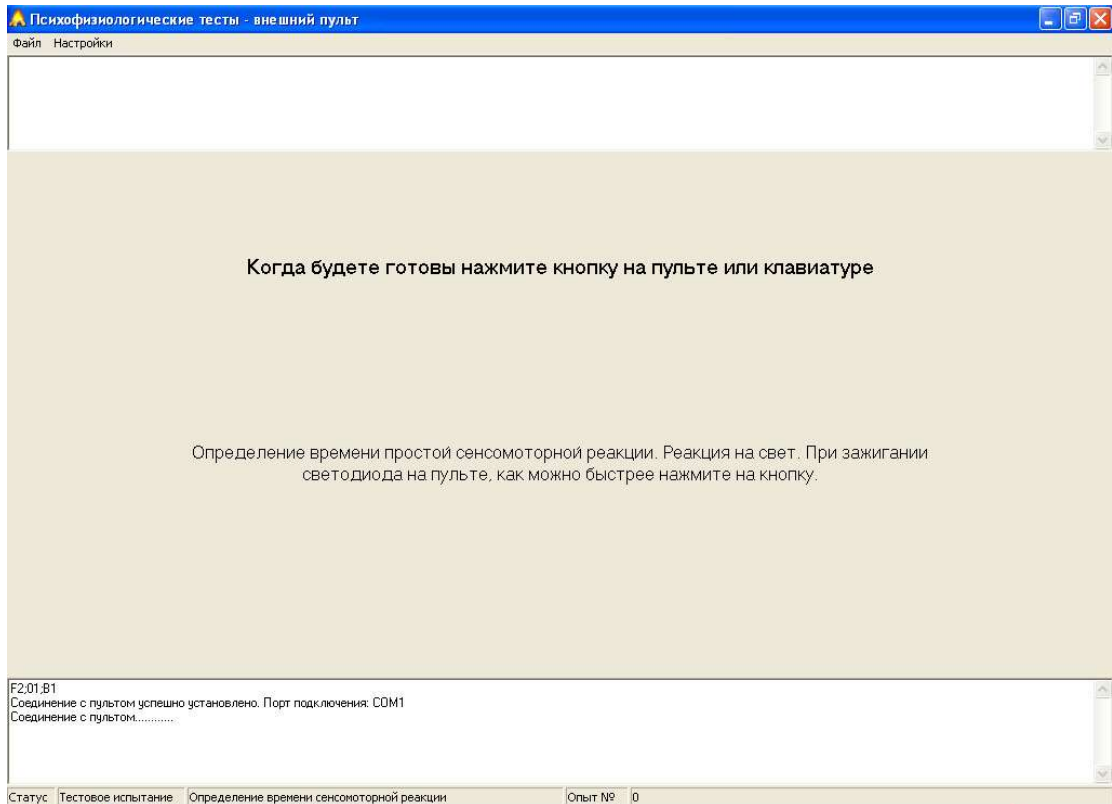 Психофизиологические тесты - внешний пульт
Файл Настройки
Когда будете готовы нажмите кнопку на пульте или клавиатуре
Определение времени простой сенсомоторной реакции. Реакция на свет. При зажигании
светодиода на пульте, как можно быстрее нажмите на кнопку.
F2;01;B1
Соединение с пультом успешно установлено. Порт подключения: COM1
Соединение с пультом............
Статус Тестовое испытание Определение времени сенсомоторной реакции Опыт № 0